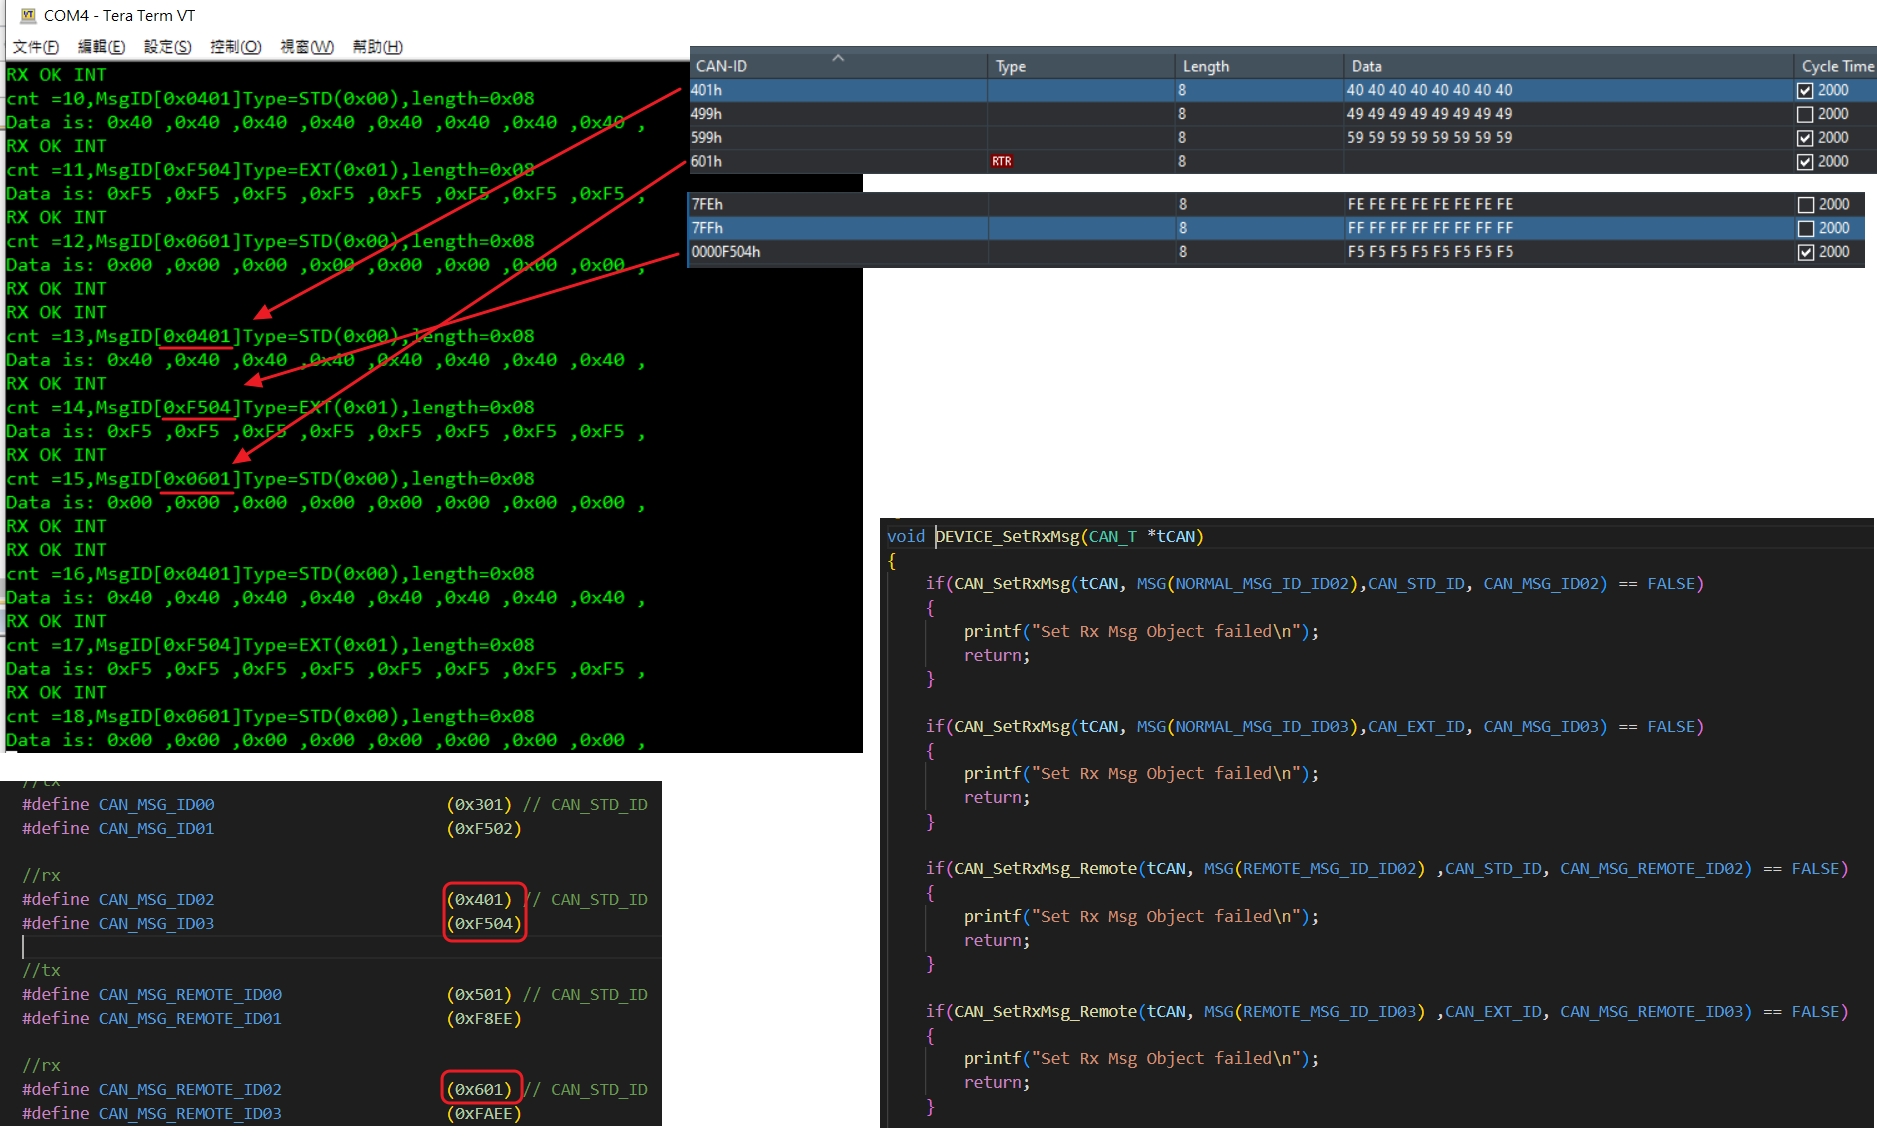 COM4 - Tera Term VT
文件(F) 編輯(E) 設定(S) 控制(O) 視窗(W) 幫助(H)
RX OK INT
cnt =10,MsgID[0x0401]Type=STD(0x00),length=0x08
Data is: 0x40 ,0x40 ,0x40 ,0x40 ,0x40 ,0x40 ,0x40 ,0x40 ,
RX OK INT
cnt =11,MsgID[0xF504]Type=EXT(0x01),length=0x08
Data is: 0xF5 ,0xF5 ,0xF5 ,0xF5 ,0xF5 ,0xF5 ,0xF5 ,0xF5 ,
RX OK INT
cnt =12,MsgID[0x0601]Type=STD(0x00),length=0x08
Data is: 0x00 ,0x00 ,0x00 ,0x00 ,0x00 ,0x00 ,0x00 ,0x00 ,
RX OK INT
RX OK INT
cnt =13,MsgID[0x0401]Type=STD(0x00),length=0x08
Data is: 0x40 ,0x40 ,0x40 ,0x40 ,0x40 ,0x40 ,0x40 ,0x40 ,
RX OK INT
cnt =14,MsgID[0xF504]Type=EXT(0x01),length=0x08
Data is: 0xF5 ,0xF5 ,0xF5 ,0xF5 ,0xF5 ,0xF5 ,0xF5 ,0xF5 ,
RX OK INT
cnt =15,MsgID[0x0601]Type=STD(0x00),length=0x08
Data is: 0x00 ,0x00 ,0x00 ,0x00 ,0x00 ,0x00 ,0x00 ,0x00 ,
RX OK INT
RX OK INT
cnt =16,MsgID[0x0401]Type=STD(0x00),length=0x08
Data is: 0x40 ,0x40 ,0x40 ,0x40 ,0x40 ,0x40 ,0x40 ,0x40 ,
RX OK INT
cnt =17,MsgID[0xF504]Type=EXT(0x01),length=0x08
Data is: 0xF5 ,0xF5 ,0xF5 ,0xF5 ,0xF5 ,0xF5 ,0xF5 ,0xF5 ,
RX OK INT
cnt =18,MsgID[0x0601]Type=STD(0x00),length=0x08
Data is: 0x00 ,0x00 ,0x00 ,0x00 ,0x00 ,0x00 ,0x00 ,0x00 ,
CAN-ID Type Length Data Cycle Time
401h 8 40 40 40 40 40 40 40 40 2000
499h 8 49 49 49 49 49 49 49 49 2000
599h 8 59 59 59 59 59 59 59 59 2000
601h RTR 8 2000
7FEh 8 FE FE FE FE FE FE FE FE 2000
7FFh 8 FF FF FF FF FF FF FF FF 2000
0000F504h 8 F5 F5 F5 F5 F5 F5 F5 F5 2000
//tx
#define CAN_MSG_ID00 (0x301) // CAN_STD_ID
#define CAN_MSG_ID01 (0xF502)
//rx
#define CAN_MSG_ID02 (0x401) // CAN_STD_ID
#define CAN_MSG_ID03 (0xF504)
//tx
#define CAN_MSG_REMOTE_ID00 (0x501) // CAN_STD_ID
#define CAN_MSG_REMOTE_ID01 (0xF8EE)
//rx
#define CAN_MSG_REMOTE_ID02 (0x601) // CAN_STD_ID
#define CAN_MSG_REMOTE_ID03 (0xFAEE)
void DEVICE_SetRxMsg(CAN_T *tCAN)
{
if(CAN_SetRxMsg(tCAN, MSG(NORMAL_MSG_ID_ID02),CAN_STD_ID, CAN_MSG_ID02) == FALSE)
{
printf("Set Rx Msg Object failed\n");
return;
}
if(CAN_SetRxMsg(tCAN, MSG(NORMAL_MSG_ID_ID03),CAN_EXT_ID, CAN_MSG_ID03) == FALSE)
{
printf("Set Rx Msg Object failed\n");
return;
}
if(CAN_SetRxMsg_Remote(tCAN, MSG(REMOTE_MSG_ID_ID02) ,CAN_STD_ID, CAN_MSG_REMOTE_ID02) == FALSE)
{
printf("Set Rx Msg Object failed\n");
return;
}
if(CAN_SetRxMsg_Remote(tCAN, MSG(REMOTE_MSG_ID_ID03) ,CAN_EXT_ID, CAN_MSG_REMOTE_ID03) == FALSE)
{
printf("Set Rx Msg Object failed\n");
return;
}